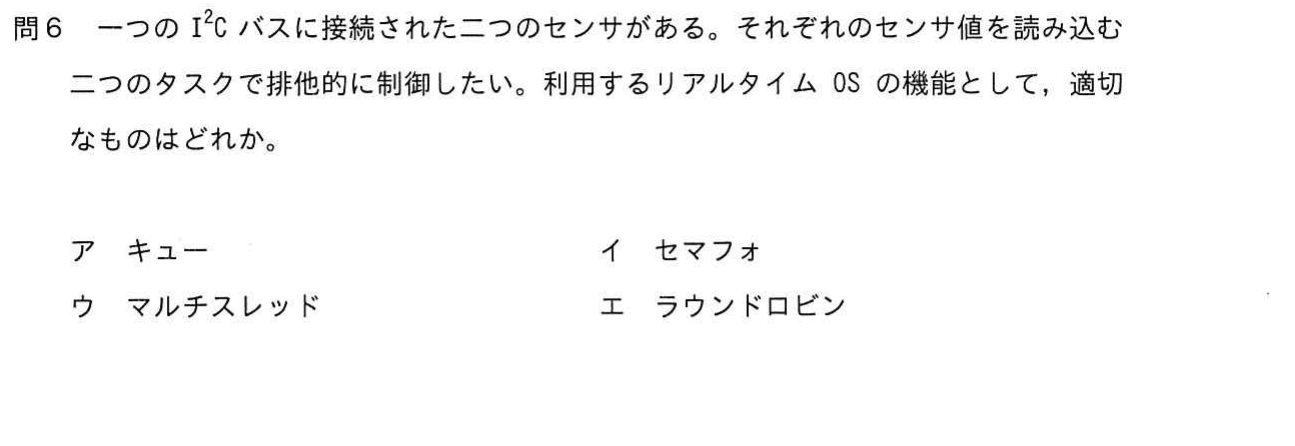 問６　一つの I²C バスに接続された二つのセンサがある。それぞれのセンサ値を読み込む
二つのタスクで排他的に制御したい。利用するリアルタイム OS の機能として，適切
なものはどれか。
ア　キュー　　イ　セマフォ
ウ　マルチスレッド　　エ　ラウンドロビン